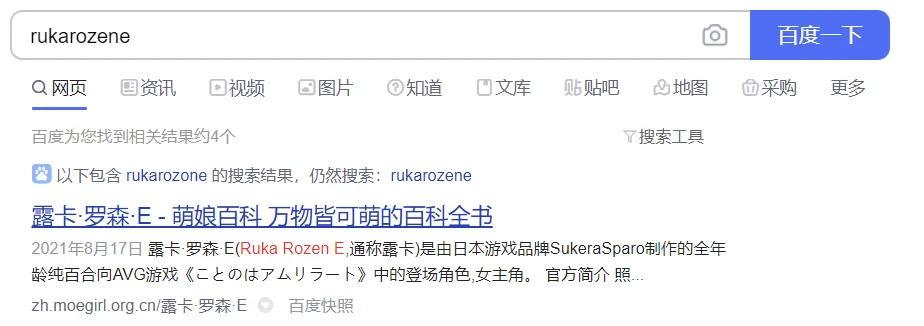 rukarozene 百度一下
网页 资讯 视频 图片 知道 文库 贴吧 地图 采购 更多
百度为您找到相关结果约4个 搜索工具
以下包含 rukarozone 的搜索结果，仍然搜索：rukarozene
露卡·罗森·E - 萌娘百科 万物皆可萌的百科全书
2021年8月17日 露卡·罗森·E(Ruka Rozen E,通称露卡)是由日本游戏品牌SukeraSparo制作的全年
龄纯百合向AVG游戏《ことのはアムリラート》中的登场角色,女主角。 官方简介 照...
zh.moegirl.org.cn/露卡·罗森·E 百度快照